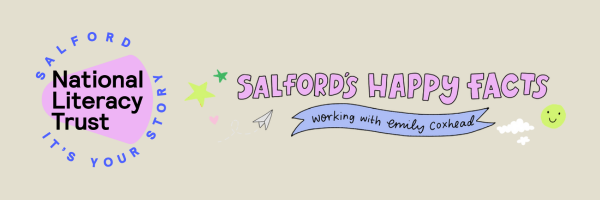 SALFORD
National
Literacy
Trust
IT'S YOUR STORY
SALFORD'S HAPPY FACTS
working with emily coxhead